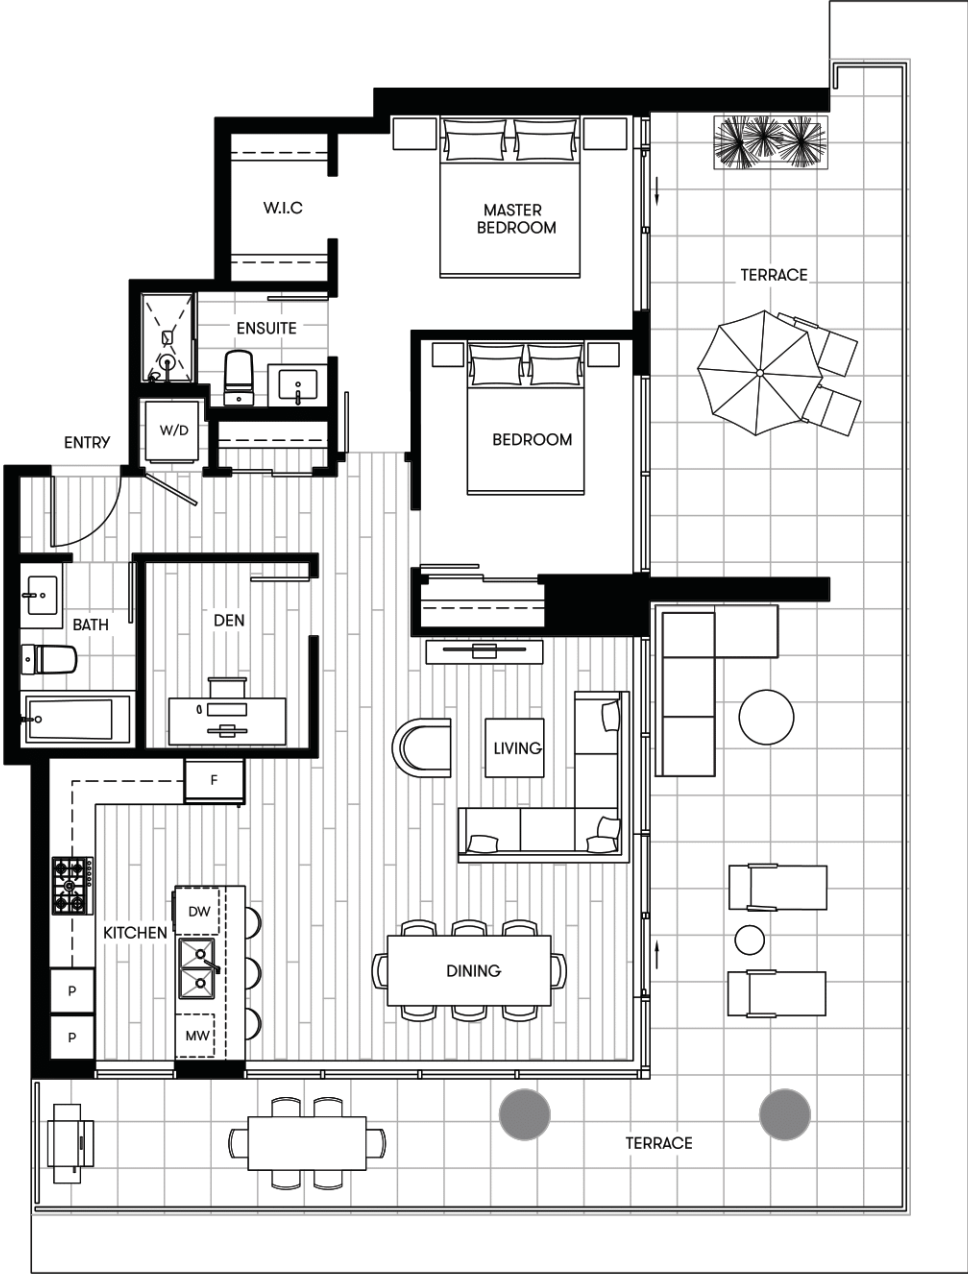 W.I.C
MASTER
BEDROOM
TERRACE
ENSUITE
W/D
ENTRY
BEDROOM
BATH
DEN
LIVING
F
DW
KITCHEN
DINING
P
P
MW
TERRACE